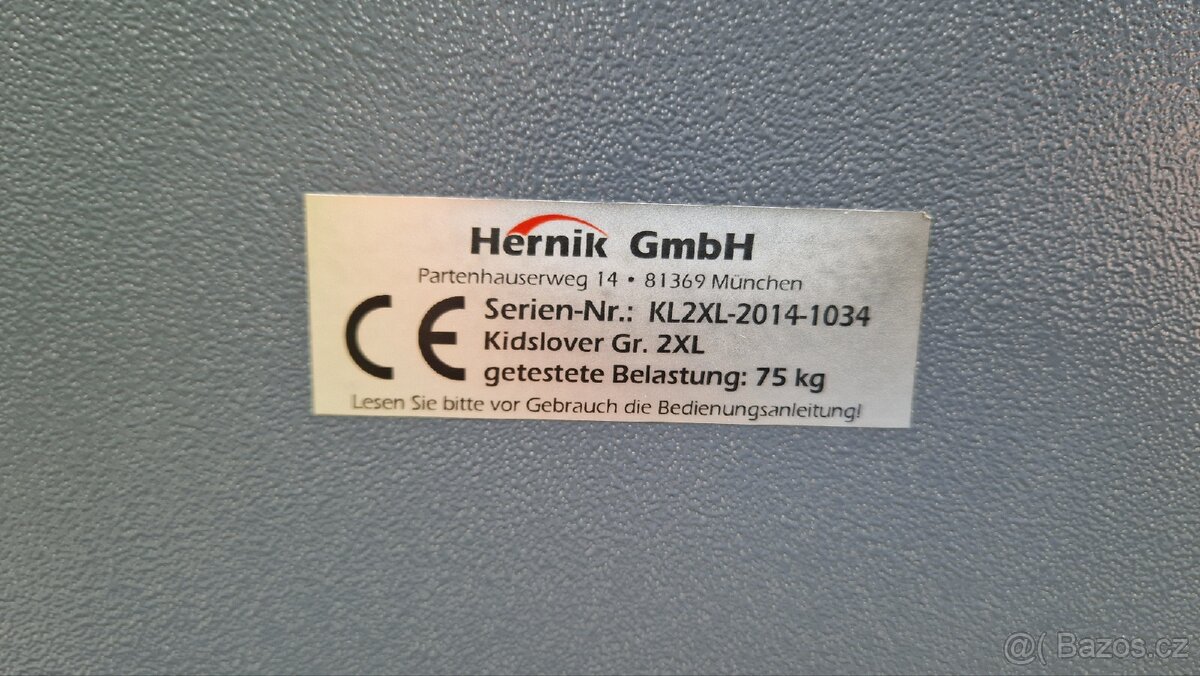 Hernik GmbH
Partenhauserweg 14 • 81369 München
CE
Serien-Nr.: KL2XL-2014-1034
Kidslover Gr. 2XL
getestete Belastung: 75 kg
Lesen Sie bitte vor Gebrauch die Bedienungsanleitung!
@( Bazos.cz